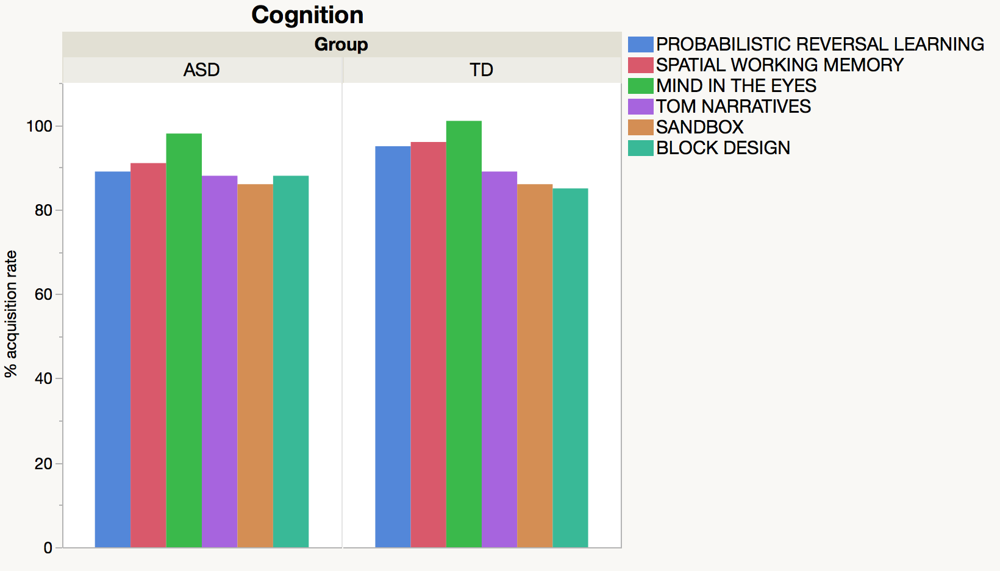 Cognition
Group
ASD
TD
100
80
60
40
20
0
% acquisition rate
PROBABILISTIC REVERSAL LEARNING
SPATIAL WORKING MEMORY
MIND IN THE EYES
TOM NARRATIVES
SANDBOX
BLOCK DESIGN